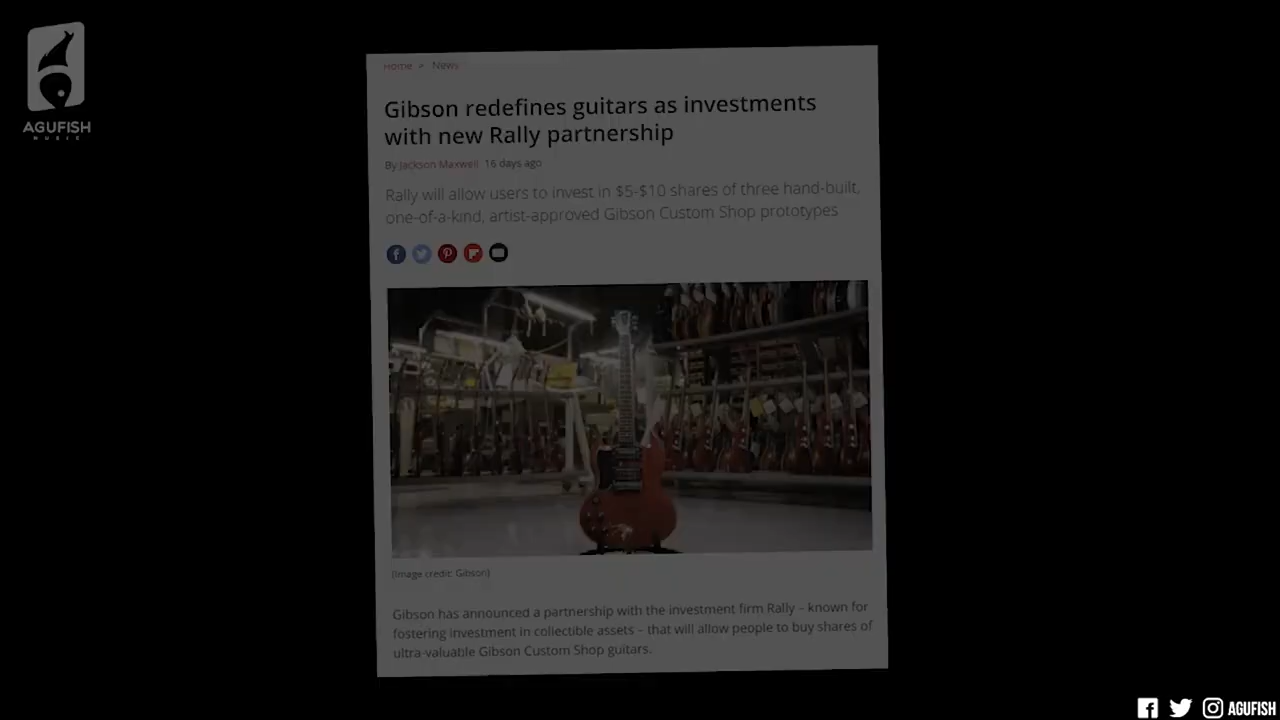 AGUFISH
MUSIC
Home > News
Gibson redefines guitars as investments
with new Rally partnership
By Jackson Maxwell 16 days ago
Rally will allow users to invest in $5-$10 shares of three hand-built,
one-of-a-kind, artist-approved Gibson Custom Shop prototypes
(Image credit: Gibson)
Gibson has announced a partnership with the investment firm Rally – known for
fostering investment in collectible assets – that will allow people to buy shares of
ultra-valuable Gibson Custom Shop guitars.
AGUFISH